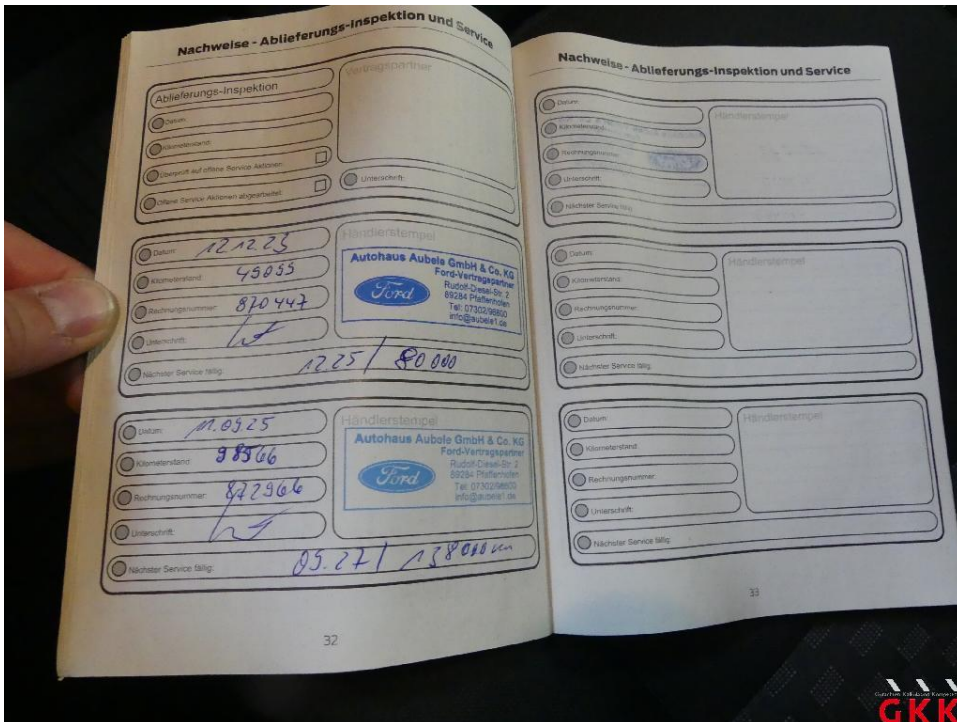 Nachweise - Ablieferungs-Inspektion und Service
Ablieferungs-Inspektion
Datum:
Kilometerstand:
Überprüft auf offene Service Aktionen:
Offene Service Aktionen abgearbeitet:
Vertragspartner
Unterschrift:
Datum: 12.12.23
Kilometerstand: 45055
Rechnungsnummer: 870447
Unterschrift:
Nächster Service fällig: 12.25 / 80 000
Händlerstempel
Autohaus Aubele GmbH & Co. KG
Ford-Vertragspartner
Ford
Rudolf-Diesel-Str. 2
89284 Pfaffenhofen
Tel: 07302/96800
info@aubele1.de
Datum: 11.09.25
Kilometerstand: 98566
Rechnungsnummer: 872966
Unterschrift:
Nächster Service fällig: 09.27 / 138 000 km
Händlerstempel
Autohaus Aubele GmbH & Co. KG
Ford-Vertragspartner
Ford
Rudolf-Diesel-Str. 2
89284 Pfaffenhofen
Tel: 07302/96800
info@aubele1.de
32
Nachweise - Ablieferungs-Inspektion und Service
Datum:
Kilometerstand:
Rechnungsnummer:
Unterschrift:
Nächster Service fällig:
Händlerstempel
Datum:
Kilometerstand:
Rechnungsnummer:
Unterschrift:
Nächster Service fällig:
Händlerstempel
Datum:
Kilometerstand:
Rechnungsnummer:
Unterschrift:
Nächster Service fällig:
Händlerstempel
33
GKK